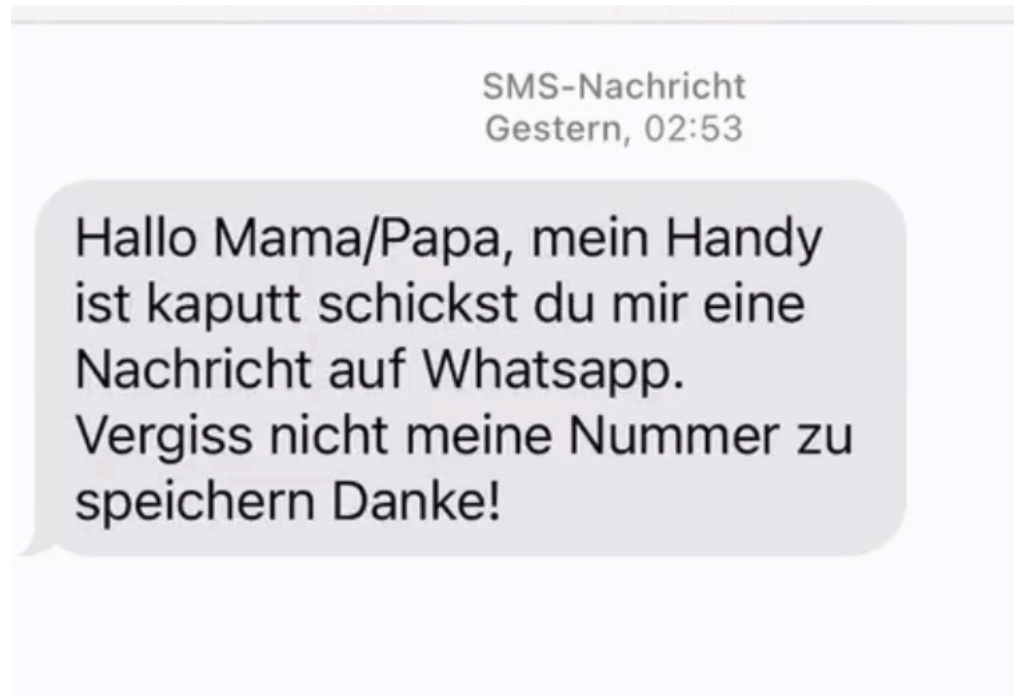 SMS-Nachricht
Gestern, 02:53
Hallo Mama/Papa, mein Handy
ist kaputt schickst du mir eine
Nachricht auf Whatsapp.
Vergiss nicht meine Nummer zu
speichern Danke!